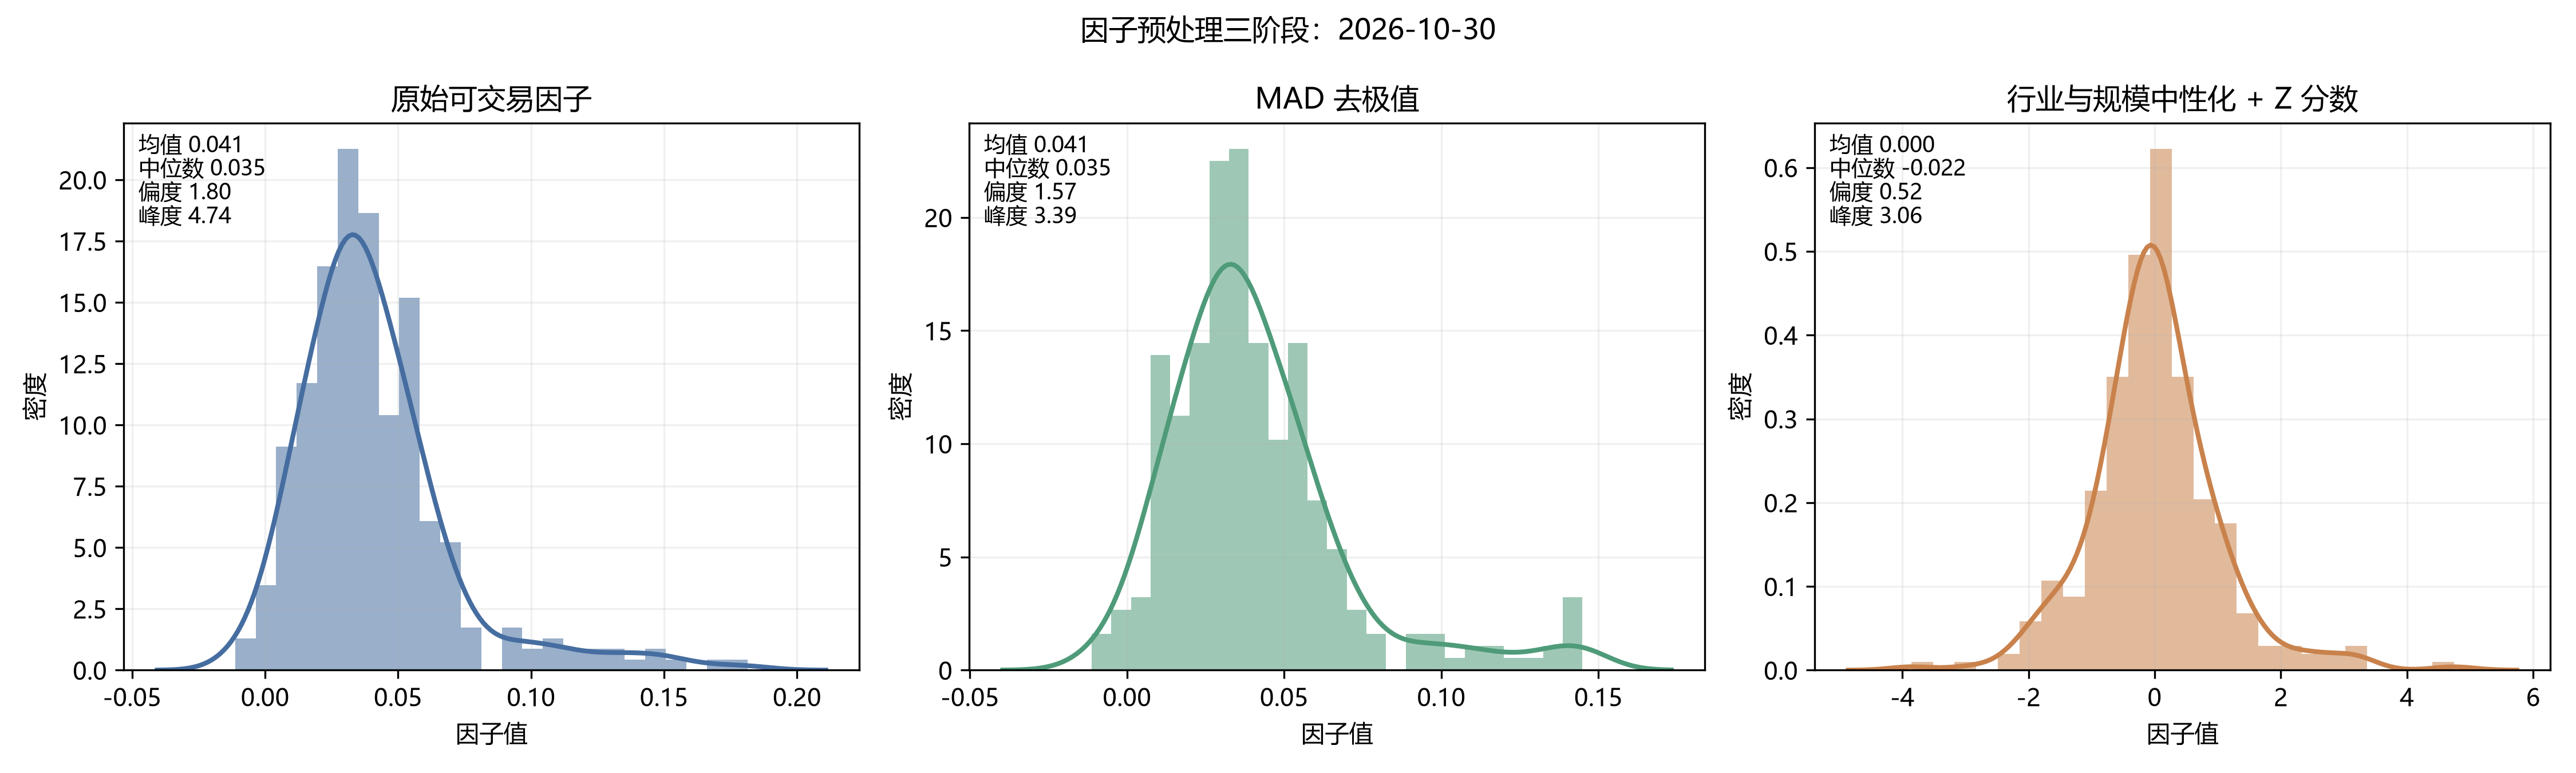 因子预处理三阶段：2026-10-30
原始可交易因子
均值 0.041
中位数 0.035
偏度 1.80
峰度 4.74
密度
20.0
17.5
15.0
12.5
10.0
7.5
5.0
2.5
0.0
-0.05
0.00
0.05
0.10
0.15
0.20
因子值
MAD 去极值
均值 0.041
中位数 0.035
偏度 1.57
峰度 3.39
密度
20
15
10
5
0
-0.05
0.00
0.05
0.10
0.15
因子值
行业与规模中性化 + Z 分数
均值 0.000
中位数 -0.022
偏度 0.52
峰度 3.06
密度
0.6
0.5
0.4
0.3
0.2
0.1
0.0
-4
-2
0
2
4
6
因子值